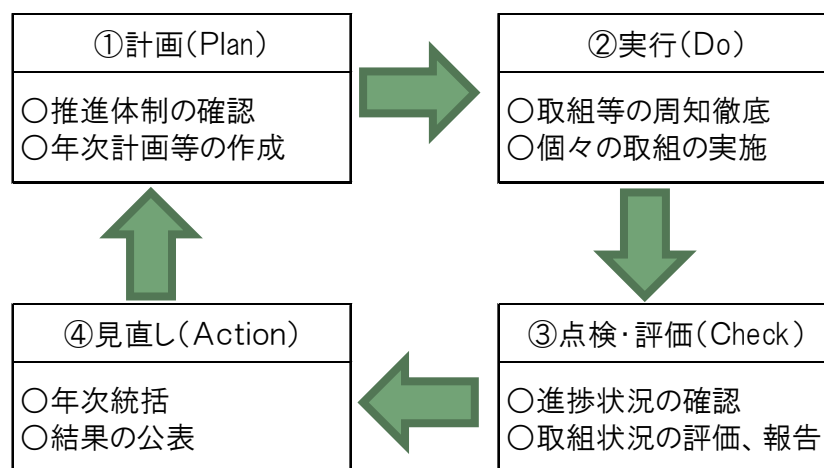 ①計画(Plan)
○推進体制の確認
○年次計画等の作成
②実行(Do)
○取組等の周知徹底
○個々の取組の実施
③点検・評価(Check)
○進捗状況の確認
○取組状況の評価、報告
④見直し(Action)
○年次統括
○結果の公表